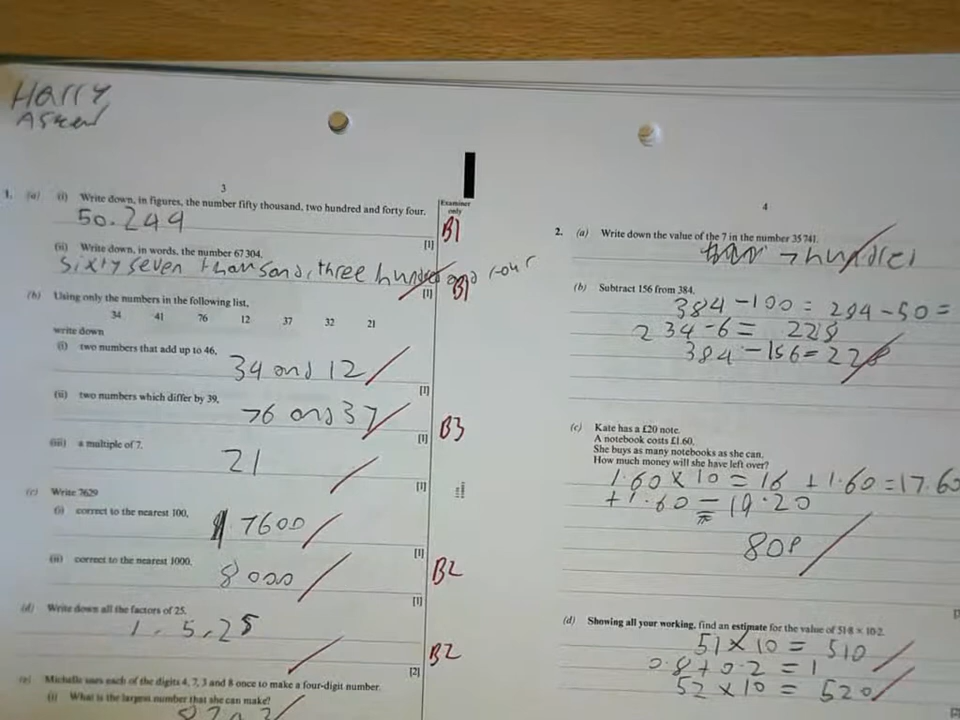 Harry
Asken
3
Examiner
only
1. (a) (i) Write down, in figures, the number fifty thousand, two hundred and forty four.
50.244
[1]
B1
(ii) Write down, in words, the number 67 304.
sixty seven thousand, three hundred and four
[1]
B1
(b) Using only the numbers in the following list,
34 41 76 12 37 32 21
write down
(i) two numbers that add up to 46,
34 and 12
[1]
(ii) two numbers which differ by 39,
76 and 37
[1]
B3
(iii) a multiple of 7.
21
[1]
(c) Write 7629
(i) correct to the nearest 100,
7600
[1]
(ii) correct to the nearest 1000.
8000
[1]
B2
(d) Write down all the factors of 25.
1, 5, 25
[2]
B2
(e) Michelle uses each of the digits 4, 7, 3 and 8 once to make a four-digit number.
(i) What is the largest number that she can make?
4
2. (a) Write down the value of the 7 in the number 35 741.
7 hundred
(b) Subtract 156 from 384.
384 - 100 = 284 - 50 =
234 - 6 = 228
384 - 156 = 228
(c) Kate has a £20 note.
A notebook costs £1.60.
She buys as many notebooks as she can.
How much money will she have left over?
1.60 x 10 = 16 + 1.60 = 17.60
+ 1.60 = 19.20
80p
(d) Showing all your working, find an estimate for the value of 51·8 × 10·2.
51 x 10 = 510
0.8 + 0.2 = 1
52 x 10 = 520